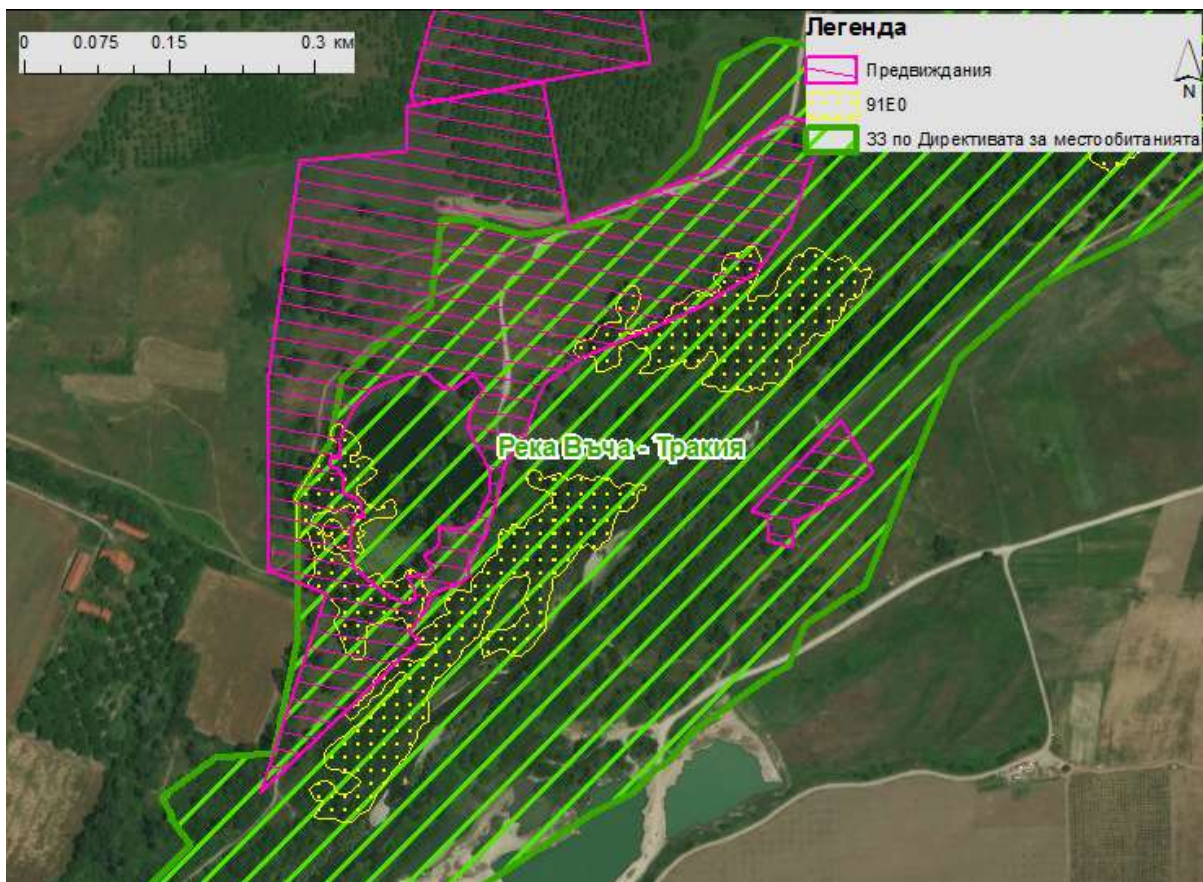 0 0.075 0.15 0.3 км
Легенда
Предвиждания
91E0
ЗЗ по Директивата за местообитанията
N
Река Въча - Тракия